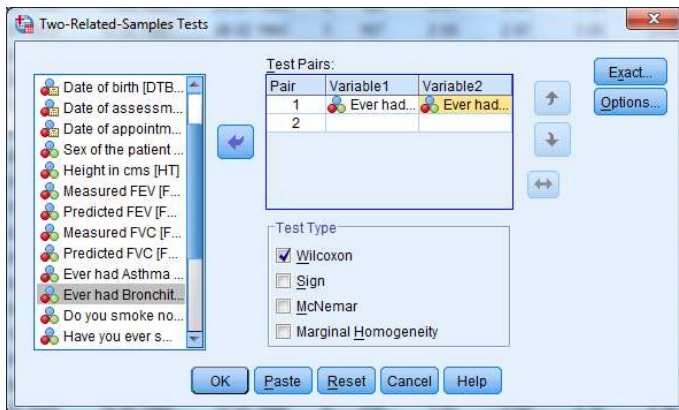 Two-Related-Samples Tests
Date of birth [DTB...
Date of assessm...
Date of appointm...
Sex of the patient ...
Height in cms [HT]
Measured FEV [F...
Predicted FEV [F...
Measured FVC [F...
Predicted FVC [F...
Ever had Asthma ...
Ever had Bronchit...
Do you smoke no...
Have you ever s...
Test Pairs:
Pair Variable1 Variable2
1 Ever had... Ever had...
2
Exact...
Options...
Test Type
Wilcoxon
Sign
McNemar
Marginal Homogeneity
OK Paste Reset Cancel Help